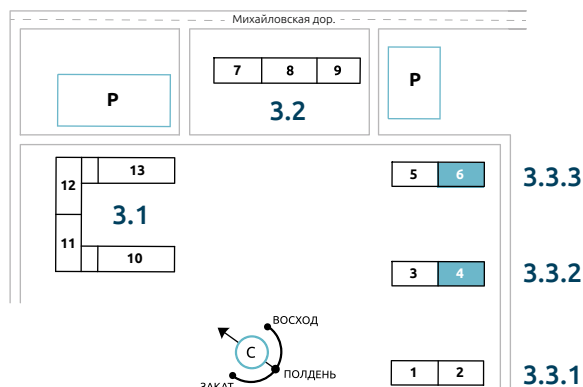 Михайловская дор.
7 8 9
P
P
3.2
13
5 6
3.3.3
12
3.1
11
10
3 4
3.3.2
ВОСХОД
С
ПОЛДЕНЬ
ЗАКАТ
1 2
3.3.1